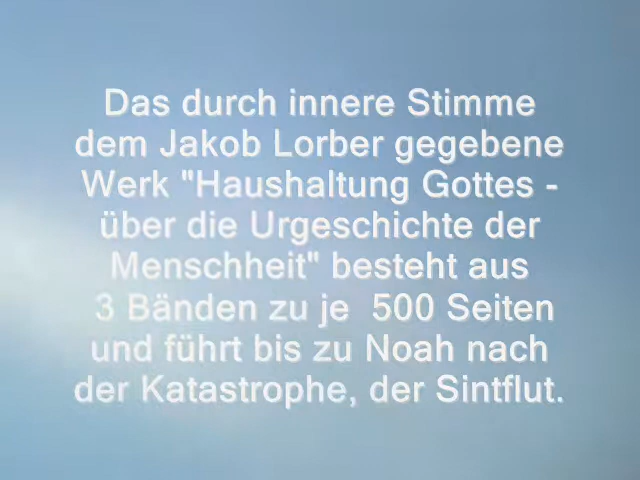 Das durch innere Stimme
dem Jakob Lorber gegebene
Werk "Haushaltung Gottes -
über die Urgeschichte der
Menschheit" besteht aus
3 Bänden zu je  500 Seiten
und führt bis zu Noah nach
der Katastrophe, der Sintflut.